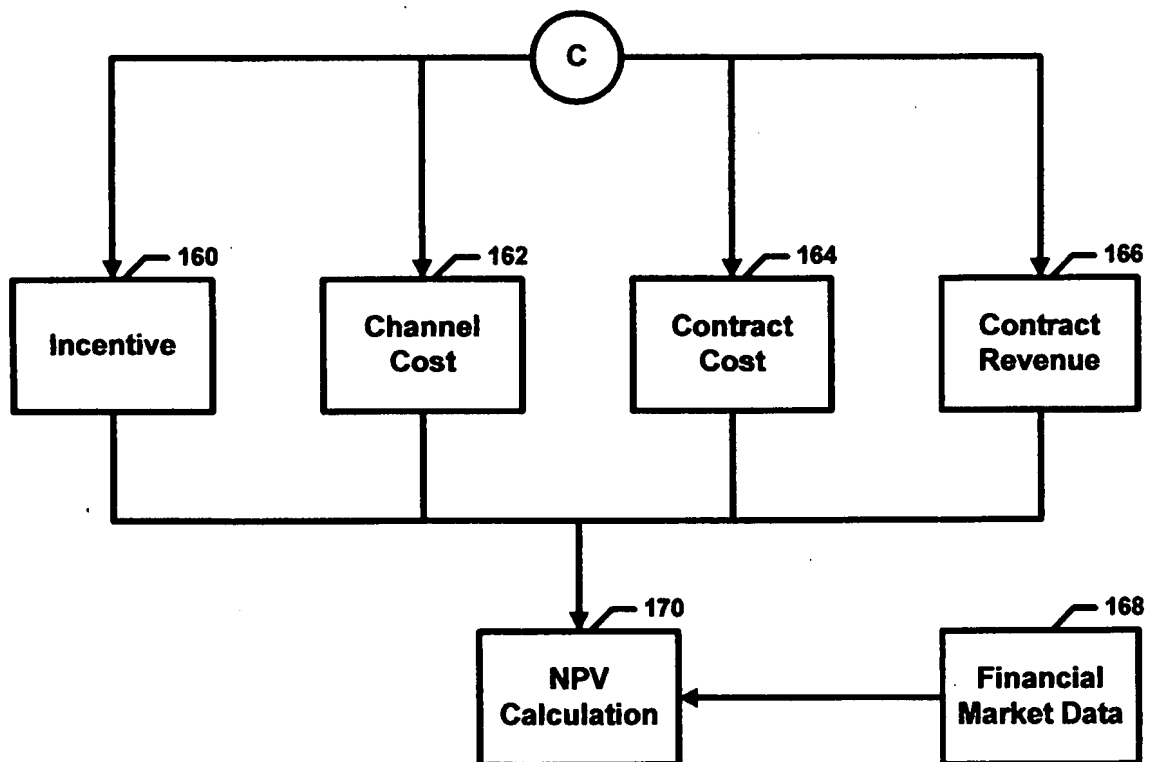 C
160
Incentive
162
Channel
Cost
164
Contract
Cost
166
Contract
Revenue
170
NPV
Calculation
168
Financial
Market Data